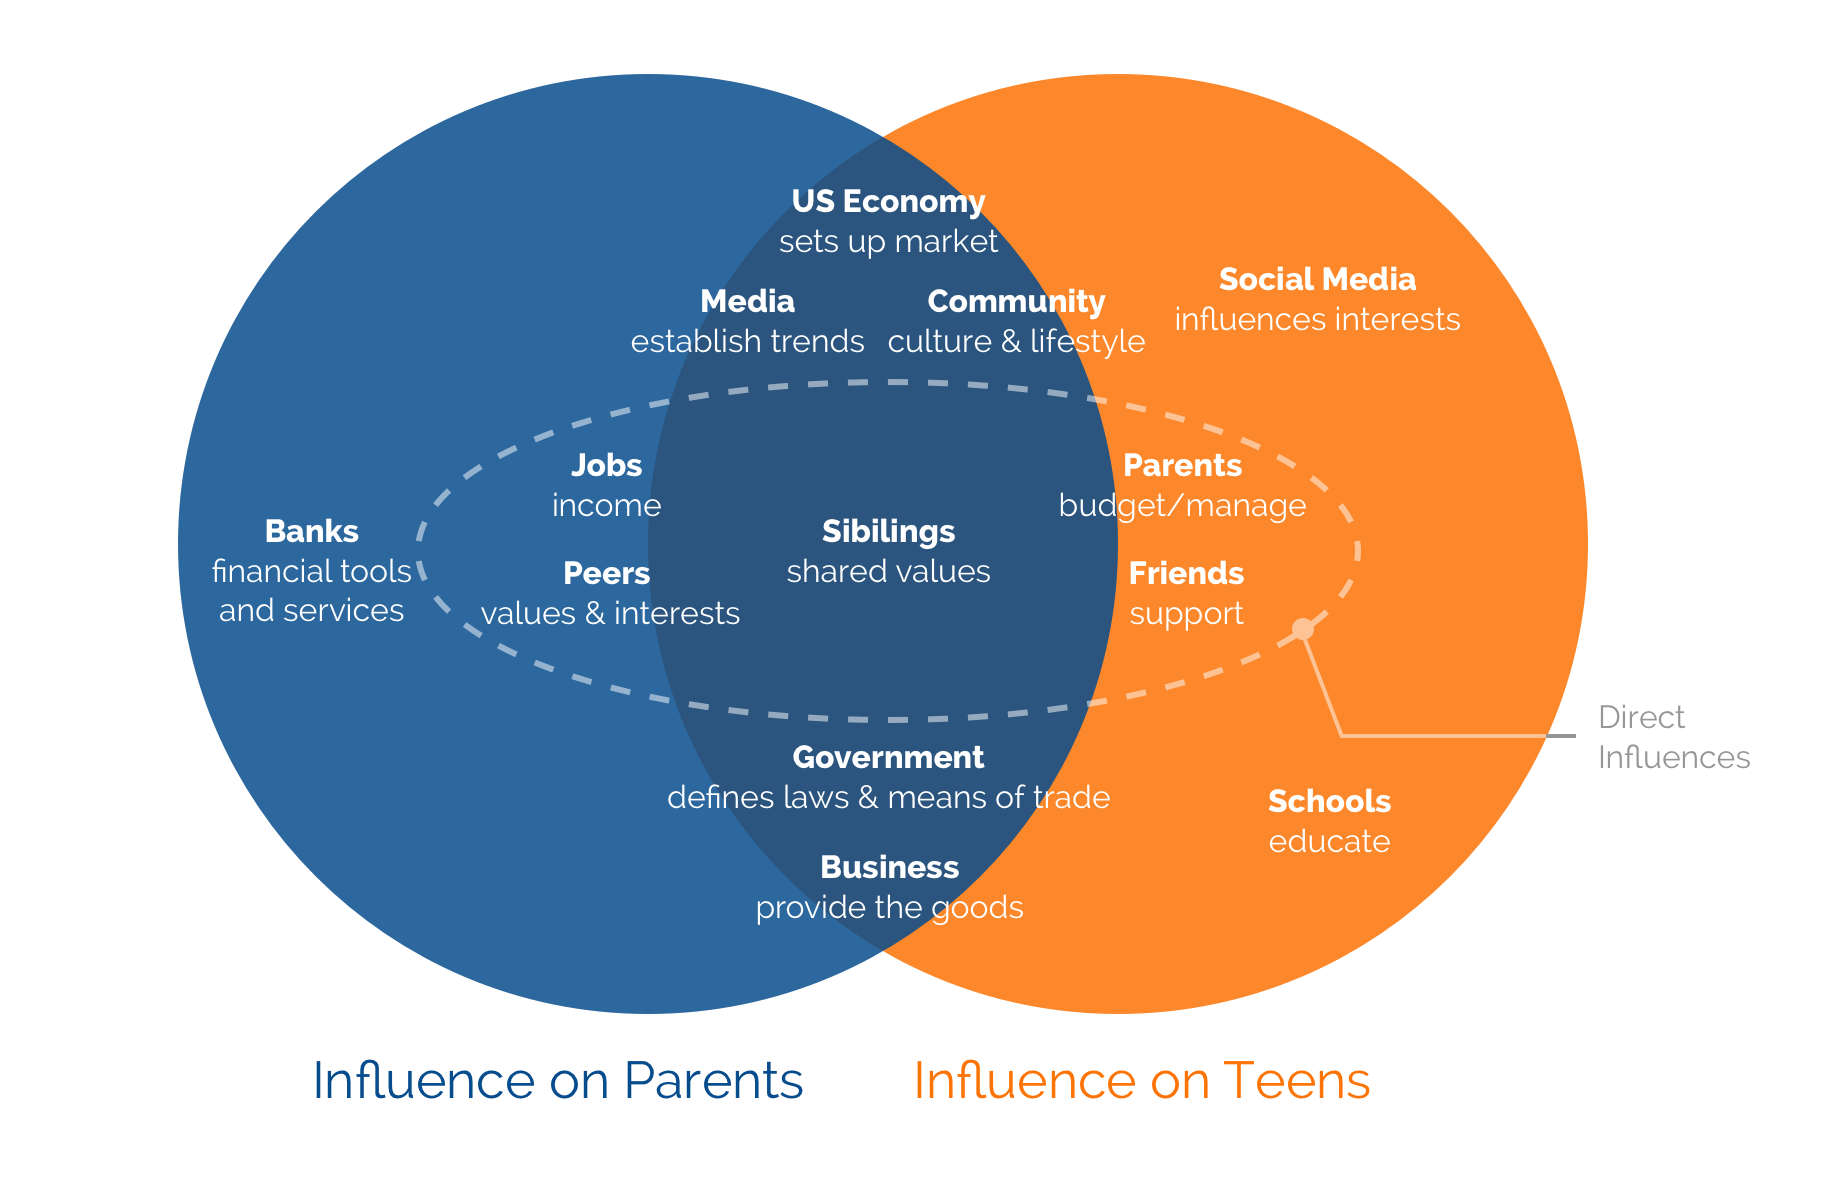 US Economy
sets up market
Media
establish trends
Community
culture & lifestyle
Social Media
influences interests
Jobs
income
Parents
budget/manage
Banks
financial tools
and services
Sibilings
shared values
Peers
values & interests
Friends
support
Direct
Influences
Government
defines laws & means of trade
Schools
educate
Business
provide the goods
Influence on Parents
Influence on Teens